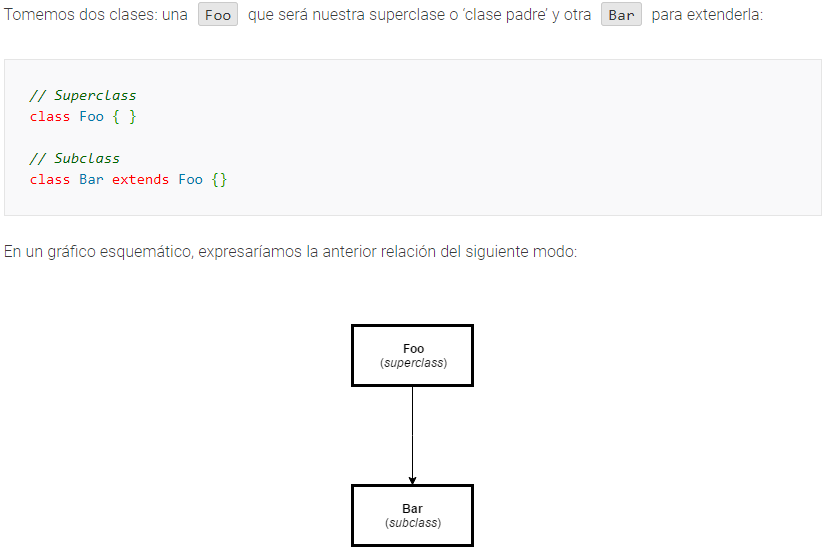 Tomemos dos clases: una Foo que será nuestra superclase o ‘clase padre’ y otra Bar para extenderla:
// Superclass
class Foo { }
// Subclass
class Bar extends Foo {}
En un gráfico esquemático, expresaríamos la anterior relación del siguiente modo:
Foo
(superclass)
Bar
(subclass)